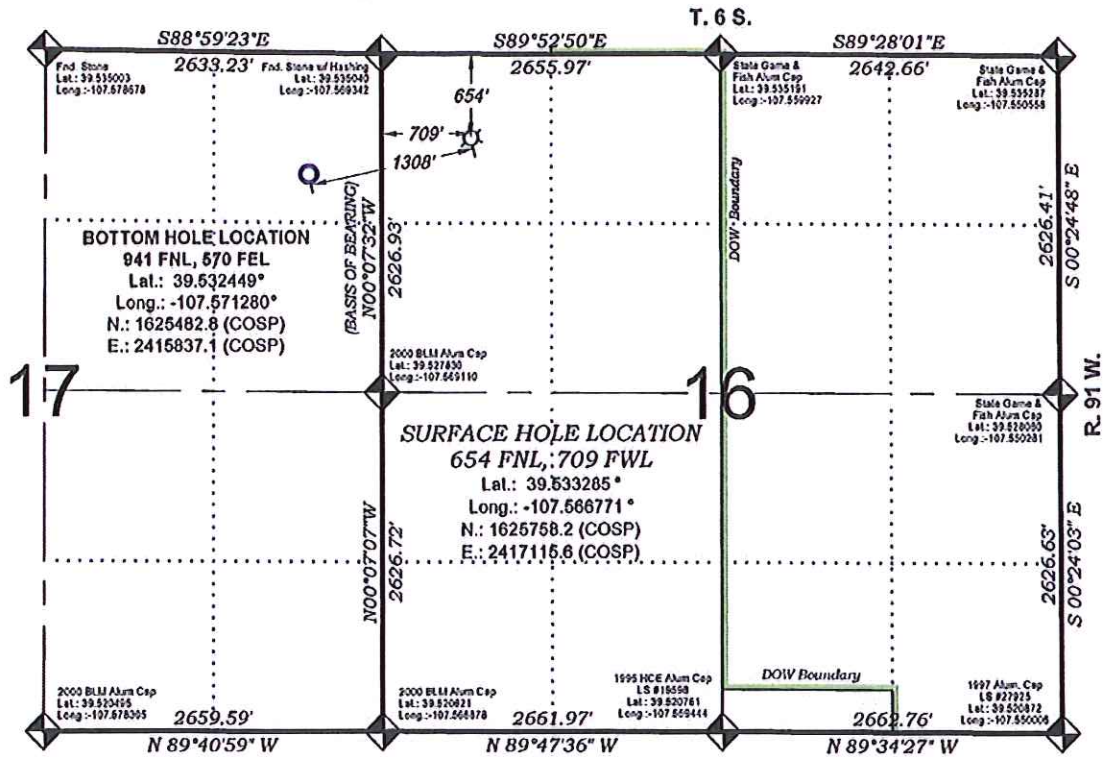 T. 6 S.
S88°59'23"E
2633.23'
S89°52'50"E
2655.97'
S89°28'01"E
2642.66'
Fnd. Stone
Lat.: 39.535003
Long.:-107.578678
Fnd. Stone w/ Hashing
Lat.: 39.535040
Long.:-107.569342
State Game &
Fish Alum Cap
Lat.: 39.535191
Long.:-107.559927
State Game &
Fish Alum Cap
Lat.: 39.535287
Long.:-107.550558
654'
709'
1308'
(BASIS OF BEARING)
N00°07'32"W
2626.93'
DOW Boundary
2626.41'
S 00°24'48" E
BOTTOM HOLE LOCATION
941 FNL, 570 FEL
Lat.: 39.532449°
Long.: -107.571280°
N.: 1625482.8 (COSP)
E.: 2415837.1 (COSP)
2000 BLM Alum Cap
Lat.: 39.527830
Long.:-107.569110
17
16
R. 91 W.
State Game &
Fish Alum Cap
Lat.: 39.528080
Long.:-107.550281
SURFACE HOLE LOCATION
654 FNL, 709 FWL
Lat.: 39.533285°
Long.: -107.566771°
N.: 1625758.2 (COSP)
E.: 2417115.6 (COSP)
N00°07'07"W
2626.72'
2626.63'
S 00°24'03" E
2000 BLM Alum Cap
Lat.: 39.520495
Long.:-107.578305
2000 BLM Alum Cap
Lat.: 39.520621
Long.:-107.568878
1995 HCE Alum Cap
LS #19598
Lat.: 39.520761
Long.:-107.559444
DOW Boundary
1997 Alum. Cap
LS #27925
Lat.: 39.520872
Long.:-107.550006
2659.59'
N 89°40'59" W
2661.97'
N 89°47'36" W
2662.76'
N 89°34'27" W